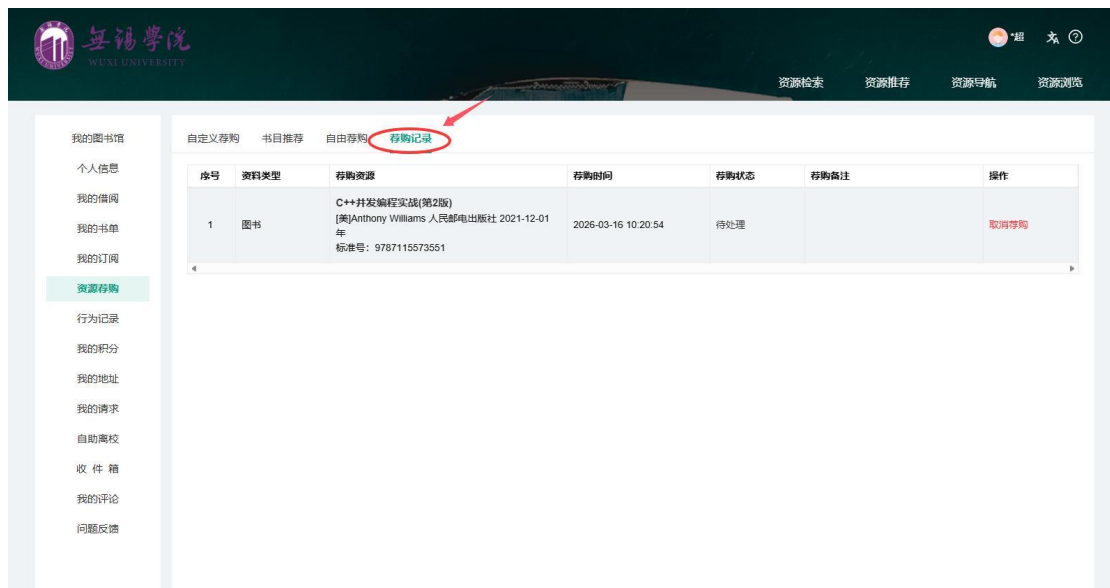 無錫學院
WUXI UNIVERSITY
*超
资源检索 资源推荐 资源导航 资源浏览
我的图书馆
个人信息
我的借阅
我的书单
我的订阅
资源荐购
行为记录
我的积分
我的地址
我的请求
自助离校
收 件 箱
我的评论
问题反馈
自定义荐购 书目推荐 自由荐购 荐购记录
序号 资料类型 荐购资源 荐购时间 荐购状态 荐购备注 操作
C++并发编程实战(第2版)
[美]Anthony Williams 人民邮电出版社 2021-12-01
1 图书 2026-03-16 10:20:54 待处理 取消荐购
年
标准号：9787115573551